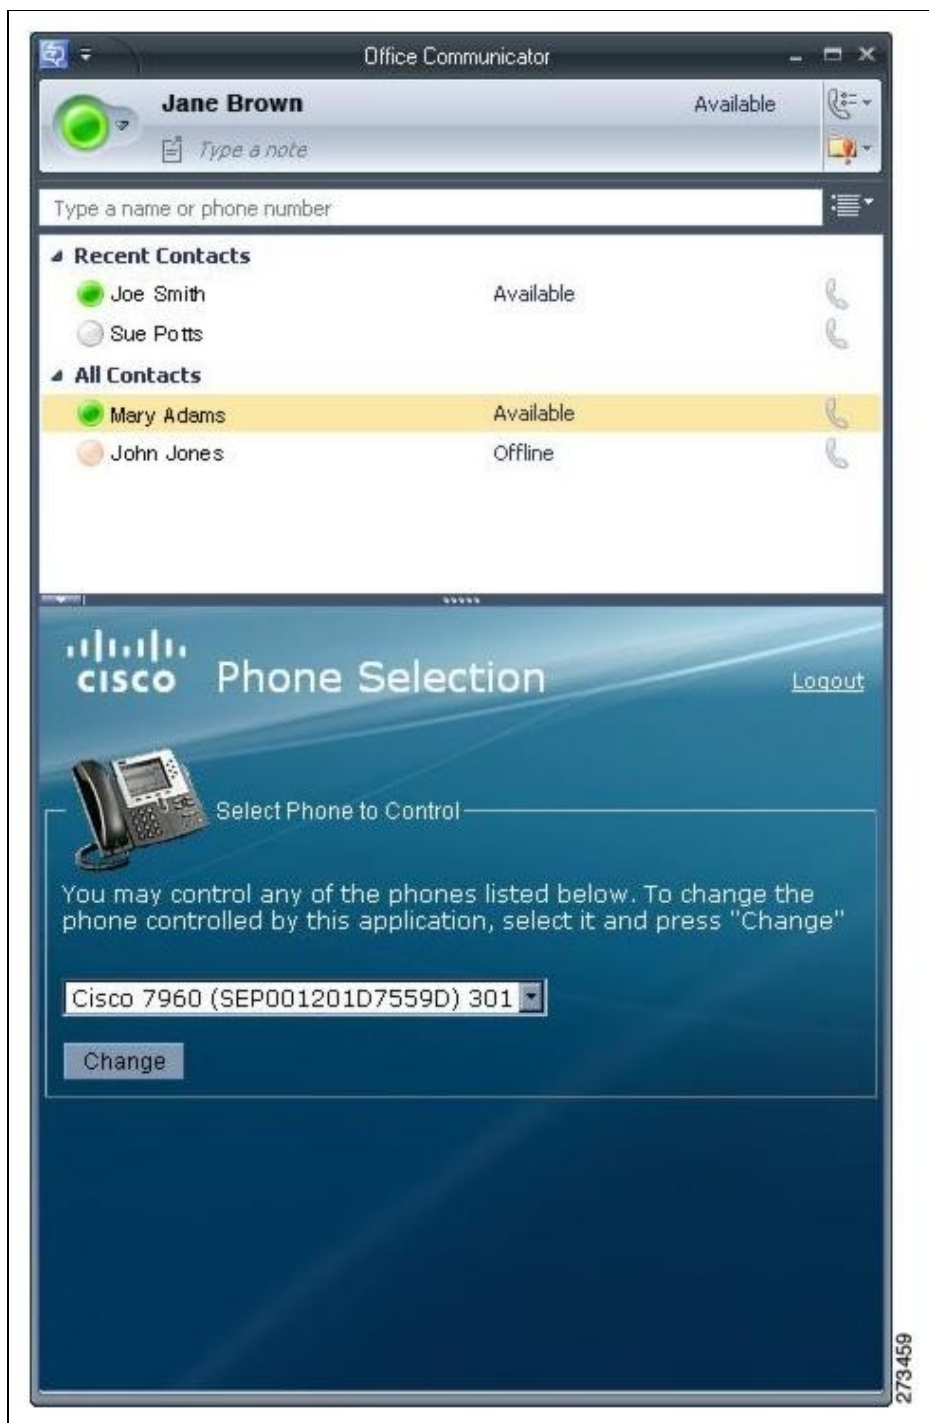 Office Communicator
Jane Brown Available
Type a note
Type a name or phone number
Recent Contacts
Joe Smith Available
Sue Potts
All Contacts
Mary Adams Available
John Jones Offline
cisco Phone Selection Logout
Select Phone to Control
You may control any of the phones listed below. To change the
phone controlled by this application, select it and press "Change"
Cisco 7960 (SEP001201D7559D) 301
Change
273459